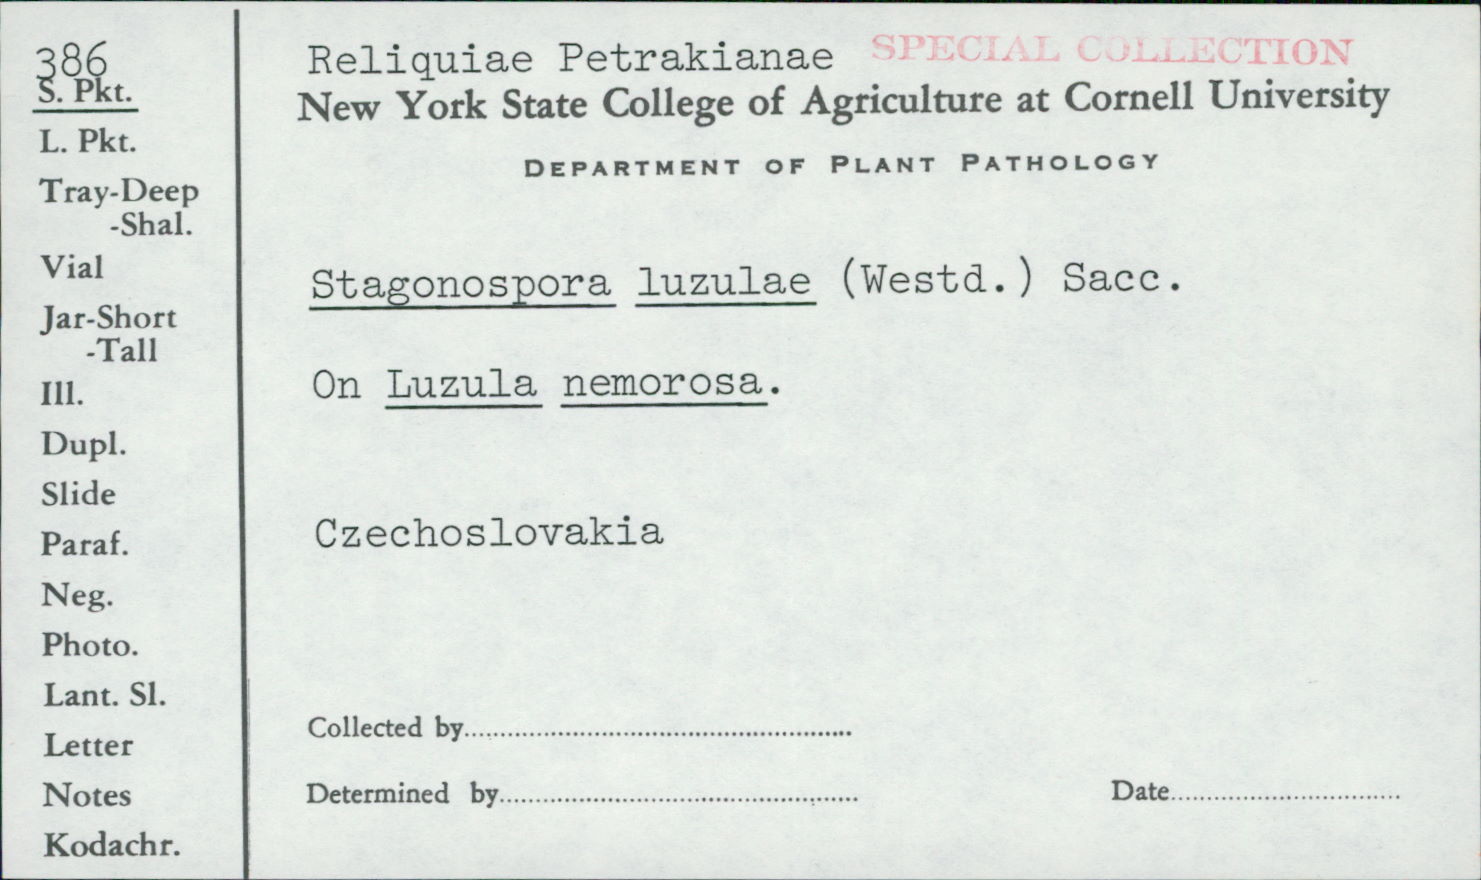 386
S. Pkt.
L. Pkt.
Tray-Deep
-Shal.
Vial
Jar-Short
-Tall
Ill.
Dupl.
Slide
Paraf.
Neg.
Photo.
Lant. Sl.
Letter
Notes
Kodachr.
Reliquiae Petrakianae SPECIAL COLLECTION
New York State College of Agriculture at Cornell University
DEPARTMENT OF PLANT PATHOLOGY
Stagonospora luzulae (Westd.) Sacc.
On Luzula nemorosa.
Czechoslovakia
Collected by
Determined by Date